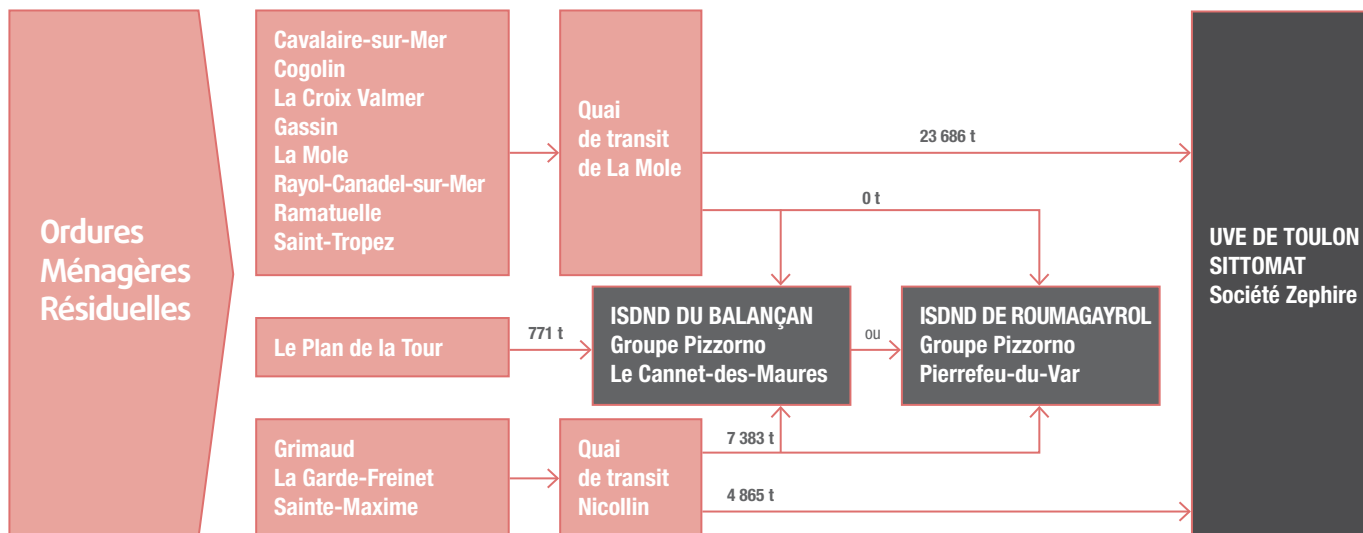 Ordures
Ménagères
Résiduelles
Cavalaire-sur-Mer
Cogolin
La Croix Valmer
Gassin
La Mole
Rayol-Canadel-sur-Mer
Ramatuelle
Saint-Tropez
Quai
de transit
de La Mole
23 686 t
0 t
UVE DE TOULON
SITTOMAT
Société Zephire
Le Plan de la Tour
771 t
ISDND DU BALANÇAN
Groupe Pizzorno
Le Cannet-des-Maures
ou
ISDND DE ROUMAGAYROL
Groupe Pizzorno
Pierrefeu-du-Var
Grimaud
La Garde-Freinet
Sainte-Maxime
Quai
de transit
Nicollin
7 383 t
4 865 t